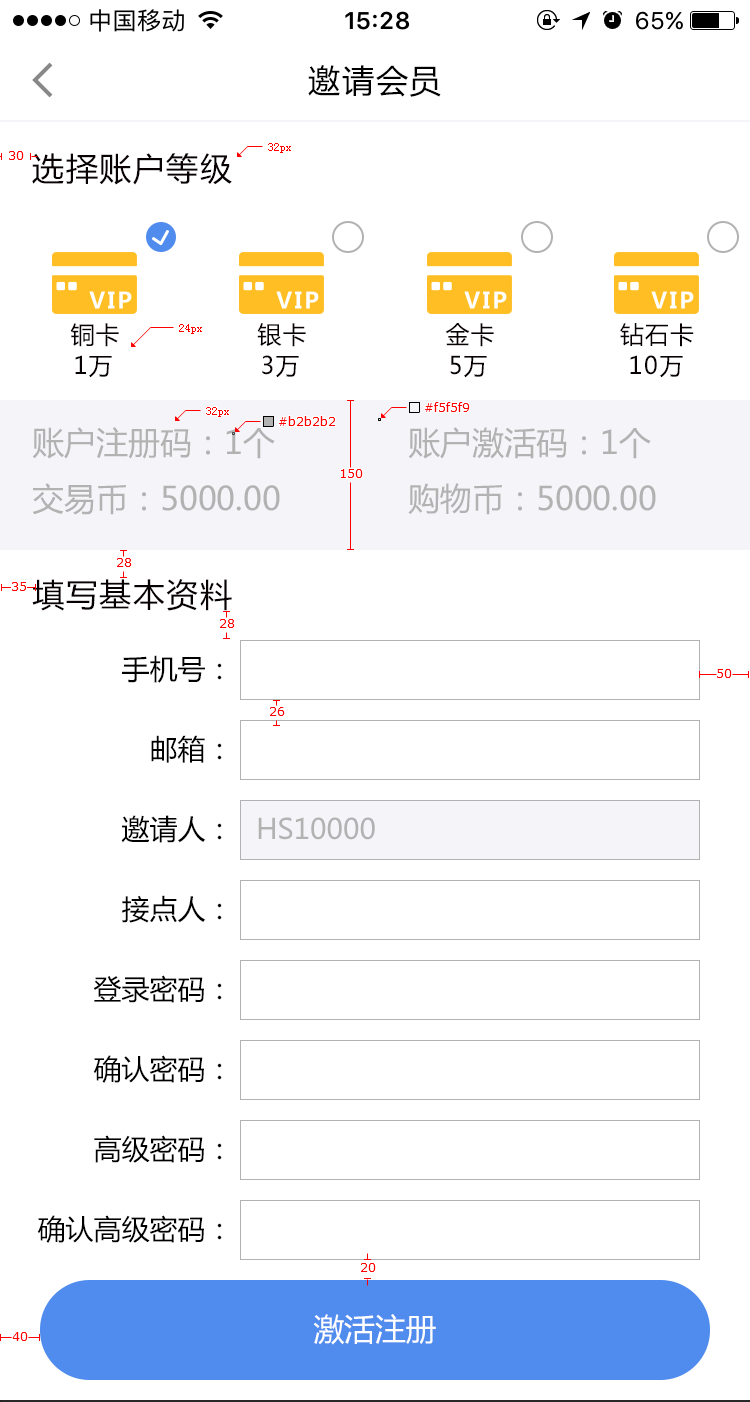 中国移动 15:28 65%
邀请会员
30 选择账户等级 32px
VIP VIP VIP VIP
铜卡 24px 银卡 金卡 钻石卡
1万 3万 5万 10万
32px #b2b2b2 #f5f5f9
账户注册码：1个 账户激活码：1个
150
交易币：5000.00 购物币：5000.00
28
35 填写基本资料
28
手机号： 50
26
邮箱：
邀请人： HS10000
接点人：
登录密码：
确认密码：
高级密码：
确认高级密码：
20
40 激活注册